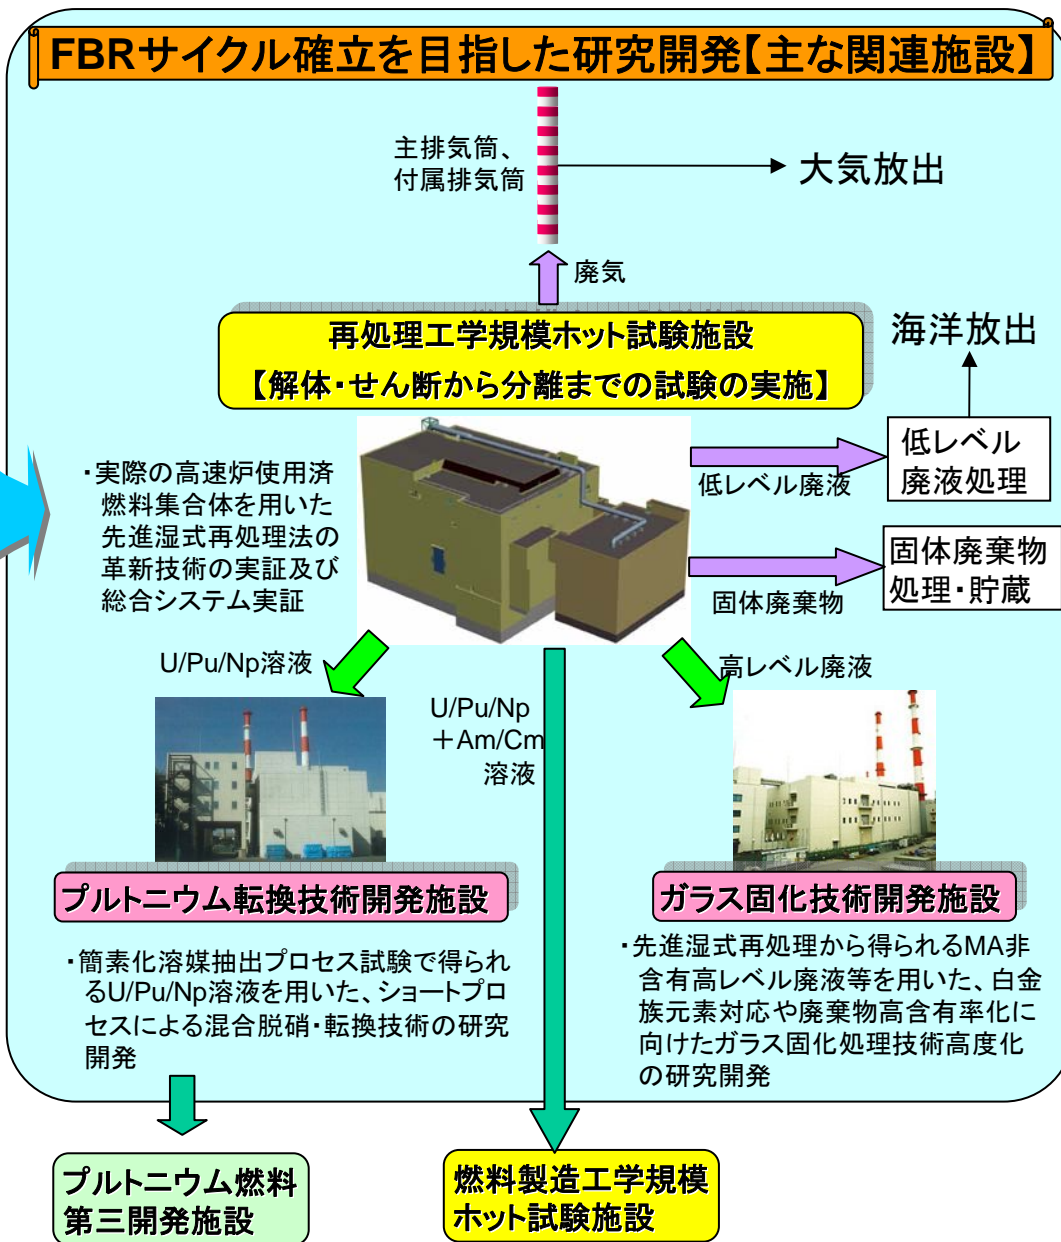 FBRサイクル確立を目指した研究開発【主な関連施設】
主排気筒、
付属排気筒
大気放出
廃気
再処理工学規模ホット試験施設
【解体・せん断から分離までの試験の実施】
海洋放出
低レベル
廃液処理
低レベル廃液
・実際の高速炉使用済
燃料集合体を用いた
先進湿式再処理法の
革新技術の実証及び
総合システム実証
固体廃棄物
処理・貯蔵
固体廃棄物
U/Pu/Np溶液
U/Pu/Np
＋Am/Cm
溶液
高レベル廃液
プルトニウム転換技術開発施設
・簡素化溶媒抽出プロセス試験で得られ
るU/Pu/Np溶液を用いた、ショートプロ
セスによる混合脱硝・転換技術の研究
開発
ガラス固化技術開発施設
・先進湿式再処理から得られるMA非
含有高レベル廃液等を用いた、白金
族元素対応や廃棄物高含有率化に
向けたガラス固化処理技術高度化
の研究開発
プルトニウム燃料
第三開発施設
燃料製造工学規模
ホット試験施設